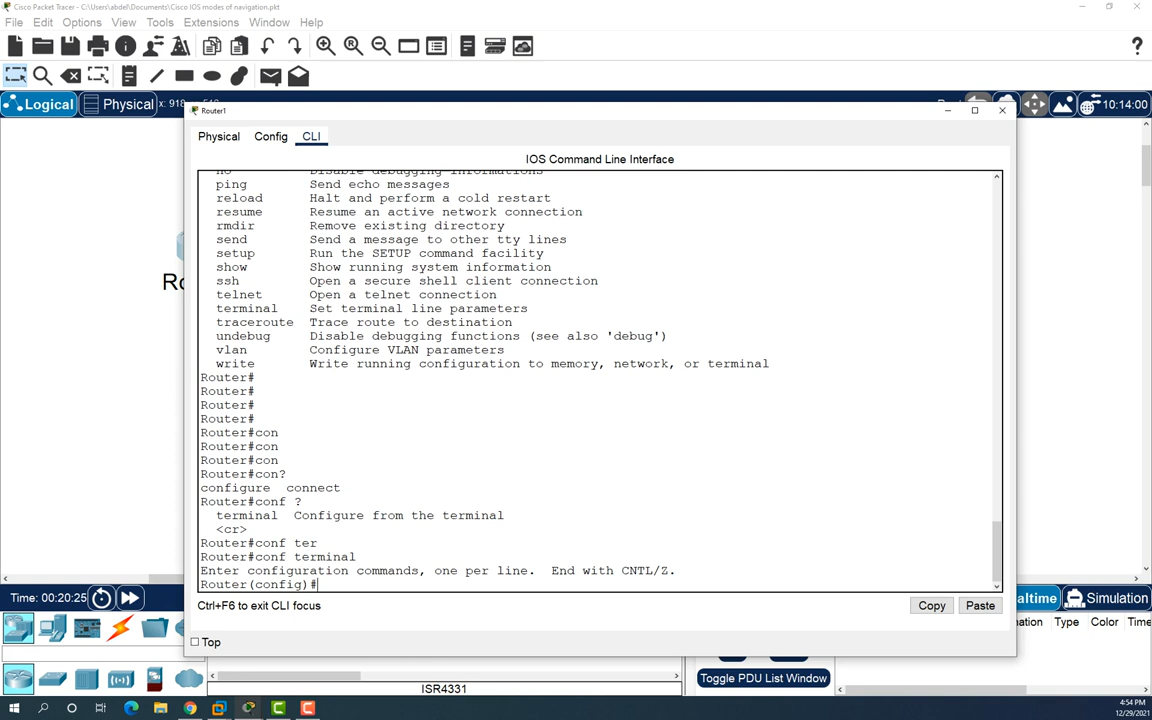 Cisco Packet Tracer - C:\Users\abdel\Documents\Cisco IOS modes of navigation.pkt
File Edit Options View Tools Extensions Window Help
Logical Physical x: 918
10:14:00
Router1
Physical Config CLI
IOS Command Line Interface
no Disable debugging informations
ping Send echo messages
reload Halt and perform a cold restart
resume Resume an active network connection
rmdir Remove existing directory
send Send a message to other tty lines
setup Run the SETUP command facility
show Show running system information
ssh Open a secure shell client connection
telnet Open a telnet connection
terminal Set terminal line parameters
traceroute Trace route to destination
undebug Disable debugging functions (see also 'debug')
vlan Configure VLAN parameters
write Write running configuration to memory, network, or terminal
Router#
Router#
Router#
Router#
Router#con
Router#con
Router#con
Router#con?
configure connect
Router#conf ?
terminal Configure from the terminal
<cr>
Router#conf ter
Router#conf terminal
Enter configuration commands, one per line. End with CNTL/Z.
Router(config)#
Ro
Ctrl+F6 to exit CLI focus
Copy Paste
Top
Time: 00:20:25
altime Simulation
nation Type Color Time
ISR4331
Toggle PDU List Window
4:54 PM
12/29/2021